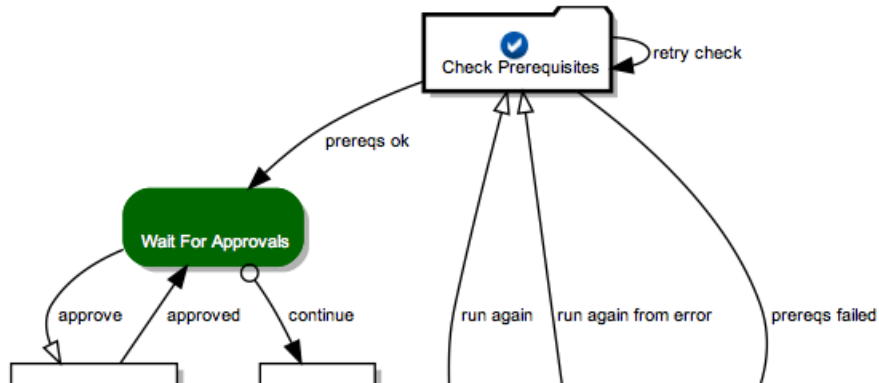 retry check
Check Prerequisites
prereqs ok
Wait For Approvals
approve
approved
continue
run again
run again from error
prereqs failed